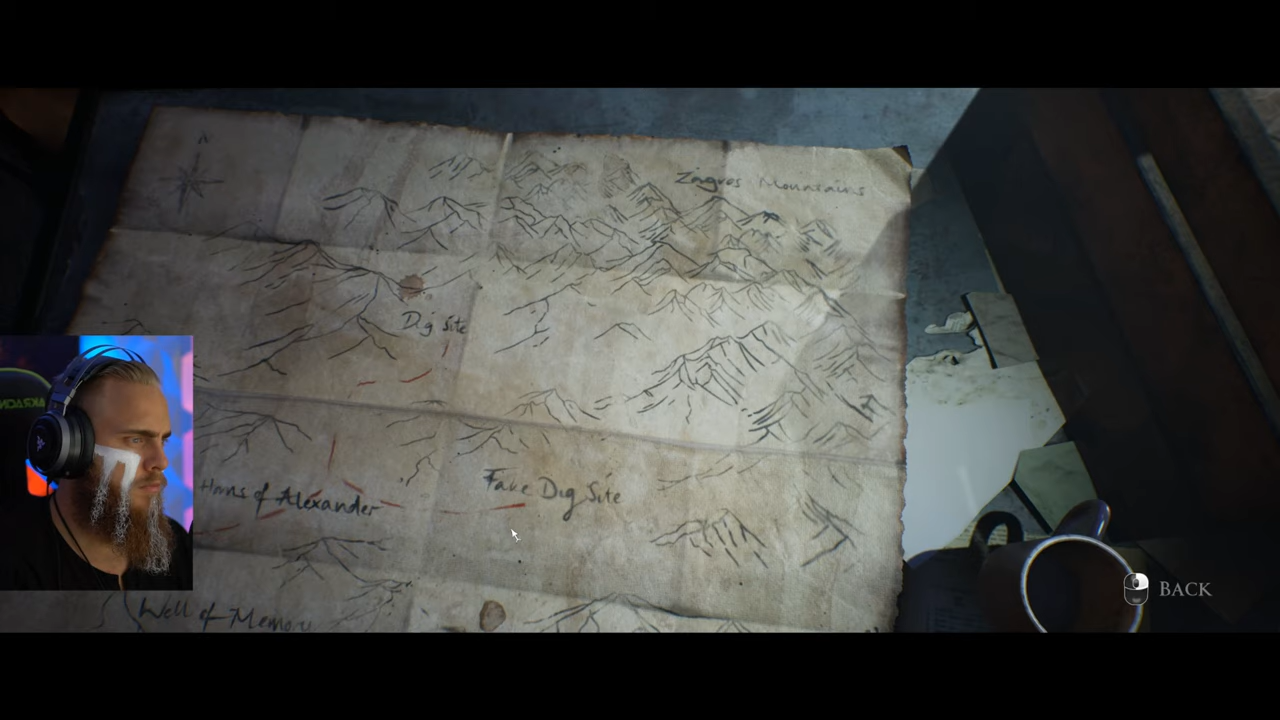 N
Zagros Mountains
Dig Site
Horns of Alexander
Fake Dig Site
Well of Memory
BACK